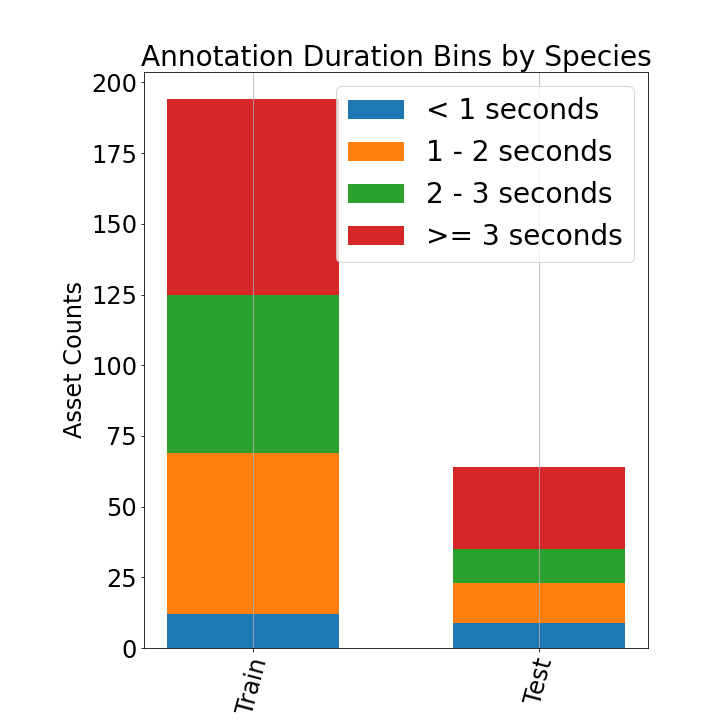 Annotation Duration Bins by Species
< 1 seconds
1 - 2 seconds
2 - 3 seconds
>= 3 seconds
Asset Counts
200
175
150
125
100
75
50
25
0
Train
Test